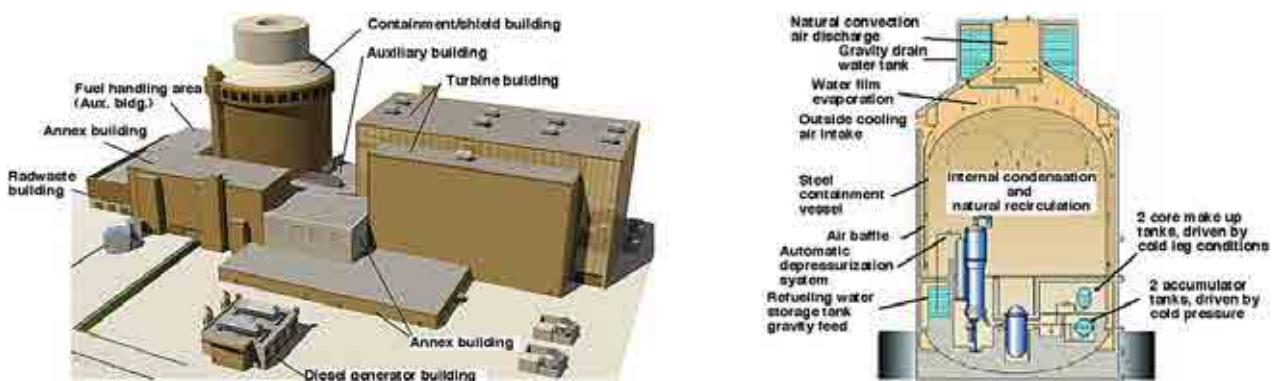 Containment/shield building
Auxiliary building
Turbine building
Fuel handling area
(Aux. bldg.)
Annex building
Radwaste
building
Annex building
Diesel generator building
Natural convection
air discharge
Gravity drain
water tank
Water film
evaporation
Outside cooling
air intake
Steel
containment
vessel
Internal condensation
and
natural recirculation
Air baffle
Automatic
depressurization
system
Refueling water
storage tank
gravity feed
2 core make up
tanks, driven by
cold leg conditions
2 accumulator
tanks, driven by
cold pressure